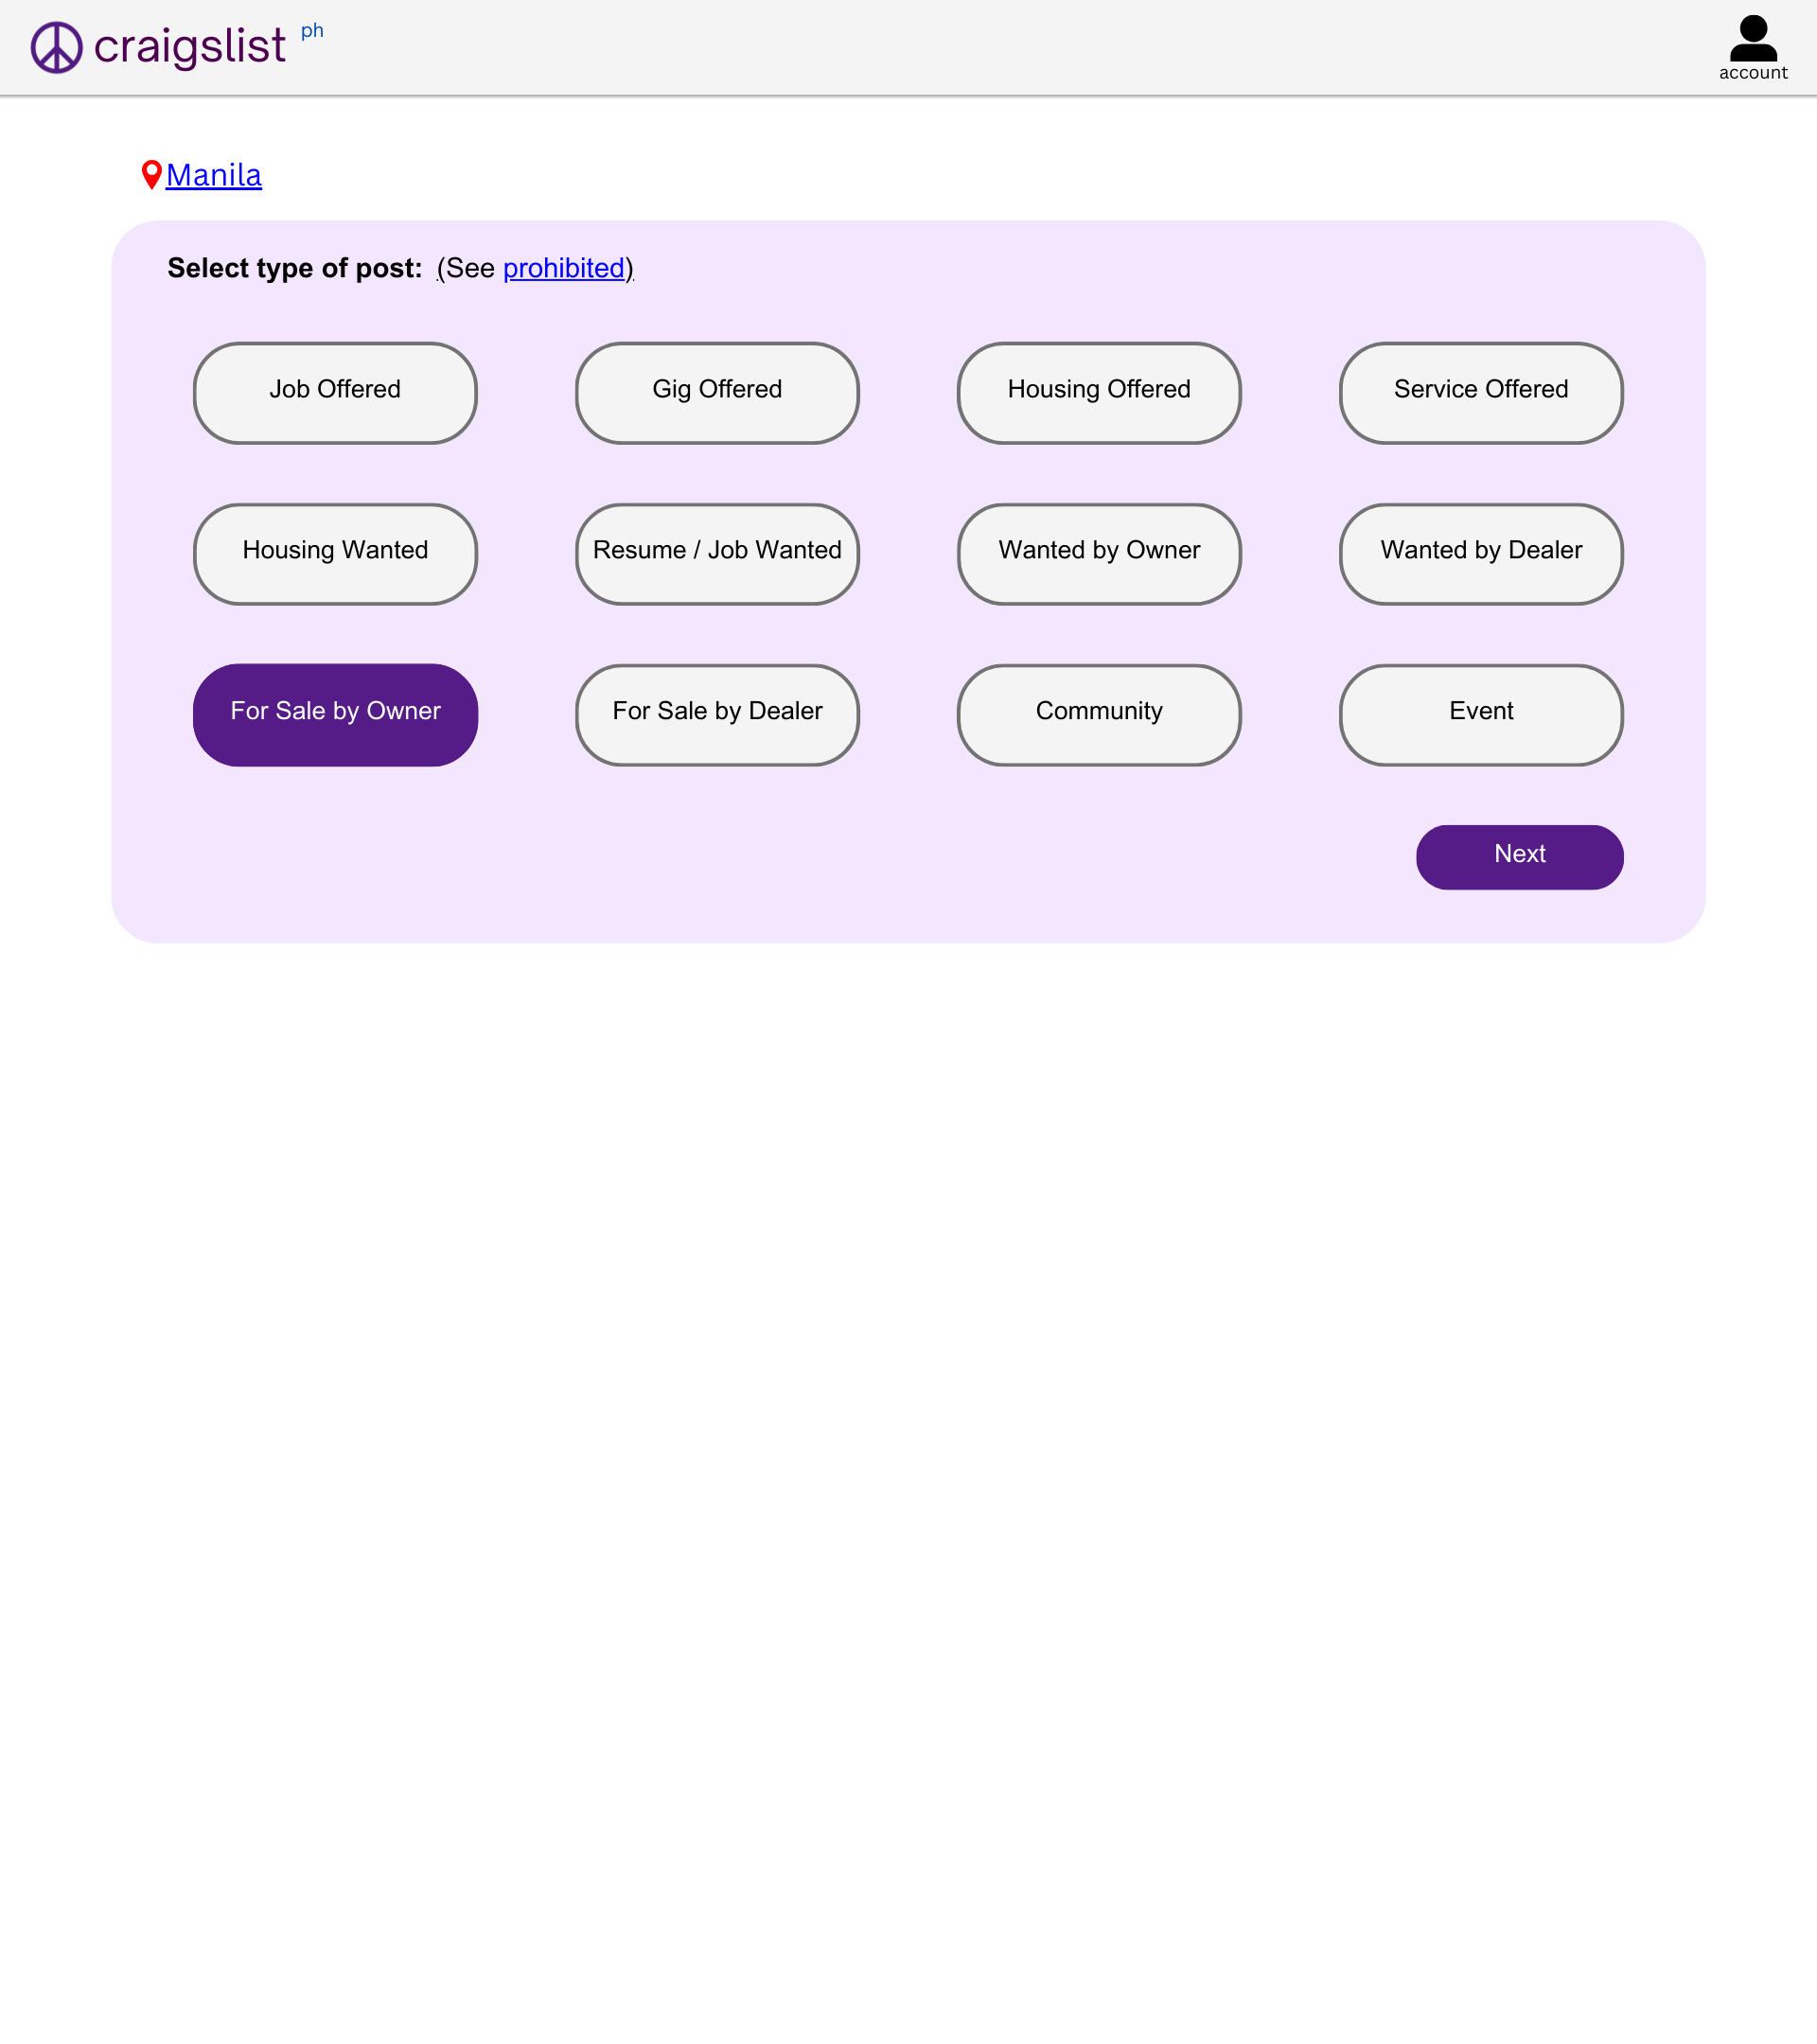 craigslist ph
account
Manila
Select type of post: (See prohibited)
Job Offered
Gig Offered
Housing Offered
Service Offered
Housing Wanted
Resume / Job Wanted
Wanted by Owner
Wanted by Dealer
For Sale by Owner
For Sale by Dealer
Community
Event
Next